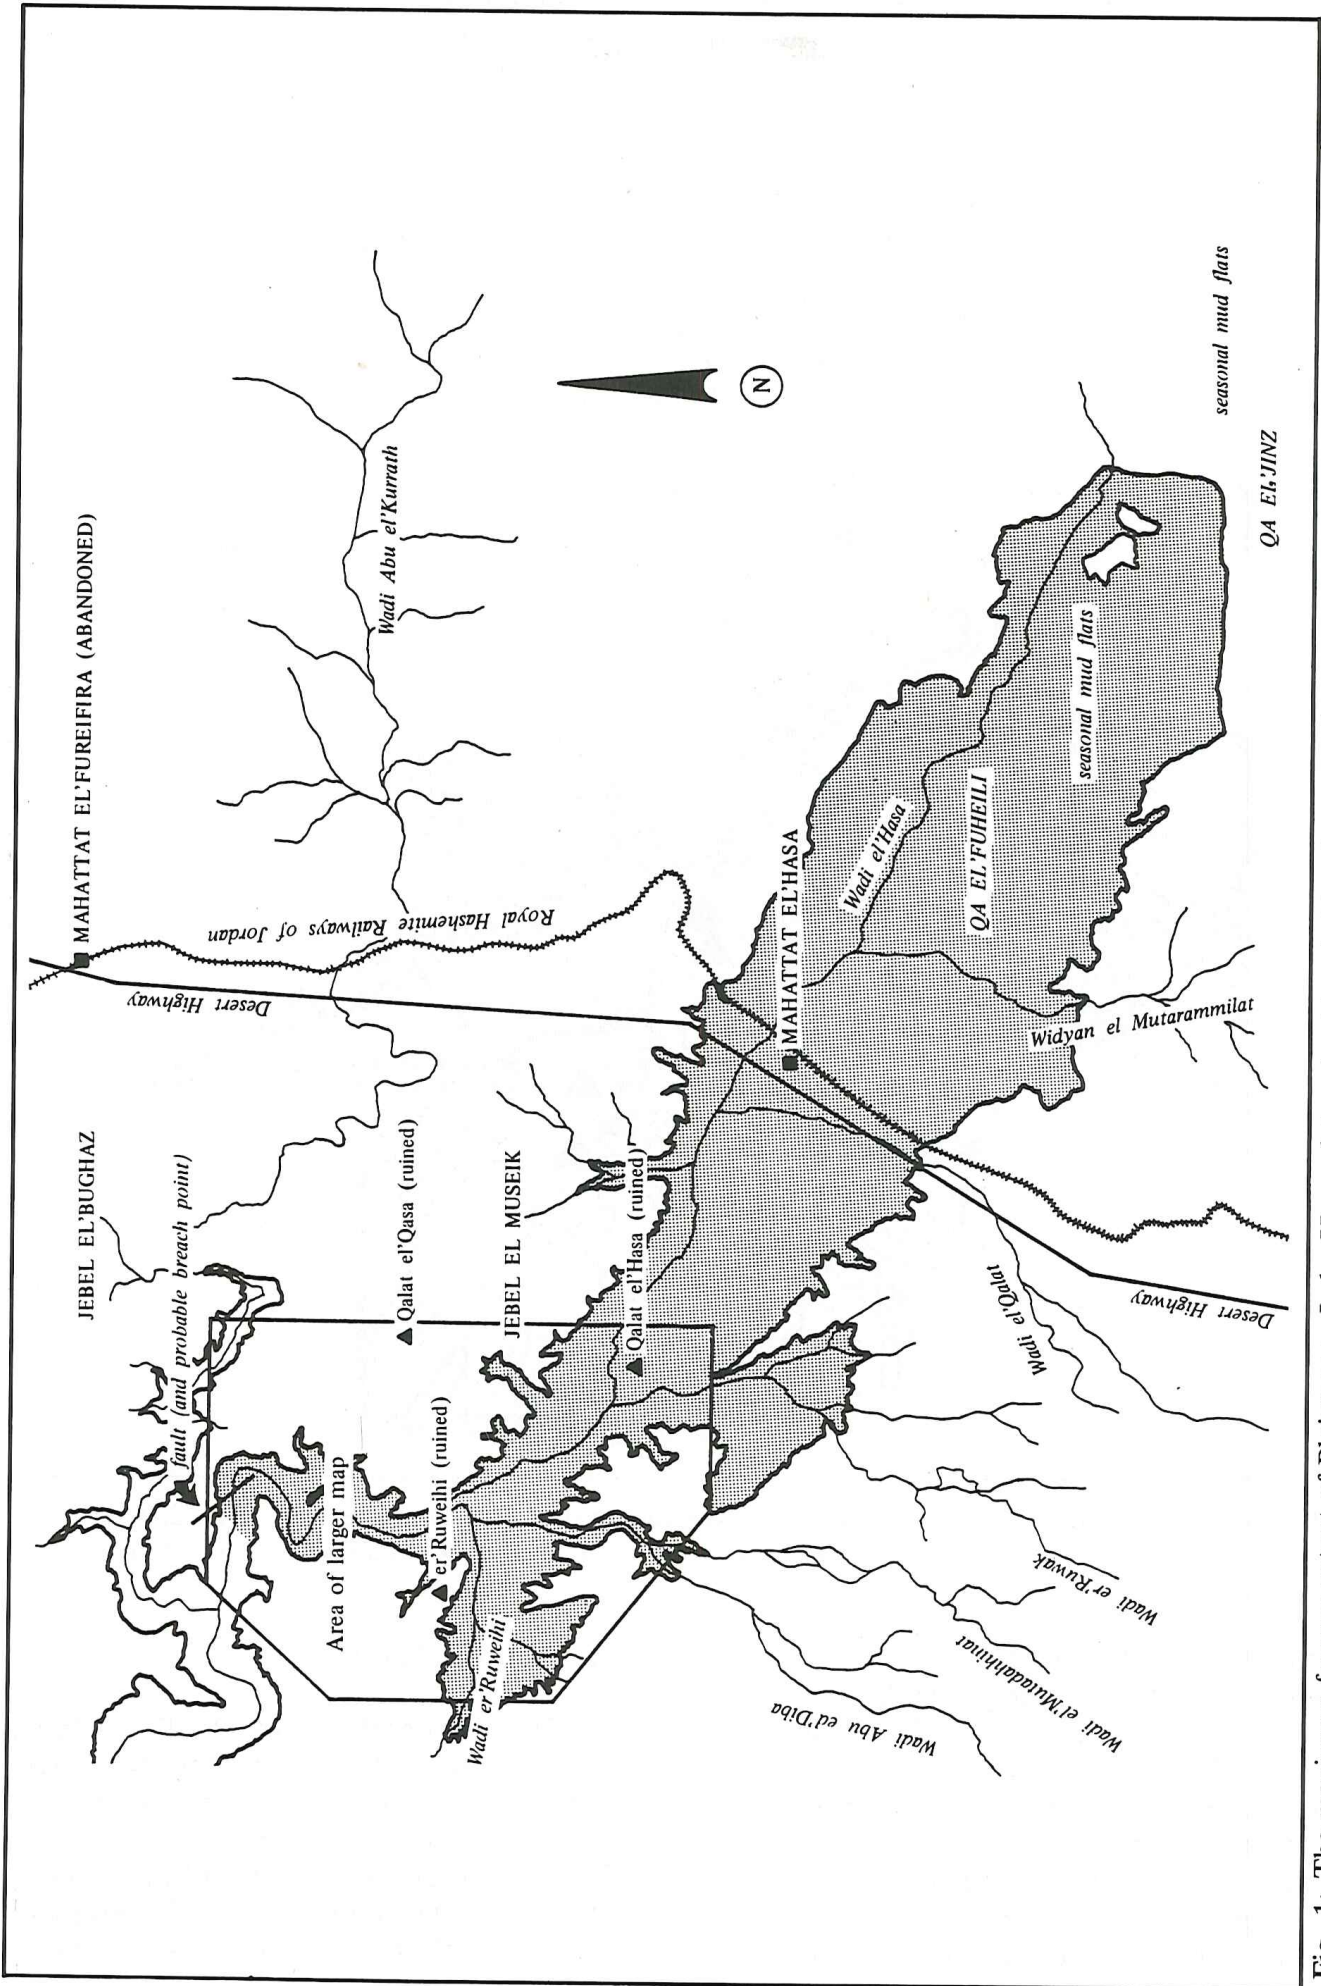 MAHATTAT EL'FUREIFIRA (ABANDONED)
JEBEL EL'BUGHAZ
fault (and probable breach point)
Desert Highway
Royal Hashemite Railways of Jordan
Wadi Abu el'Kurrath
Qalat el'Qasa (ruined)
Area of larger map
er'Ruweihi (ruined)
JEBEL EL MUSEIK
Wadi er'Ruweihi
Qalat el'Hasa (ruined)
N
MAHATTAT EL'HASA
Wadi el'Hasa
QA EL'FUHEILI
seasonal mud flats
seasonal mud flats
QA EL'JINZ
Widyan el Mutarammilat
Wadi el'Qalat
Desert Highway
Wadi er'Ruwak
Wadi el'Mutadahhinat
Wadi Abu ed'Diba